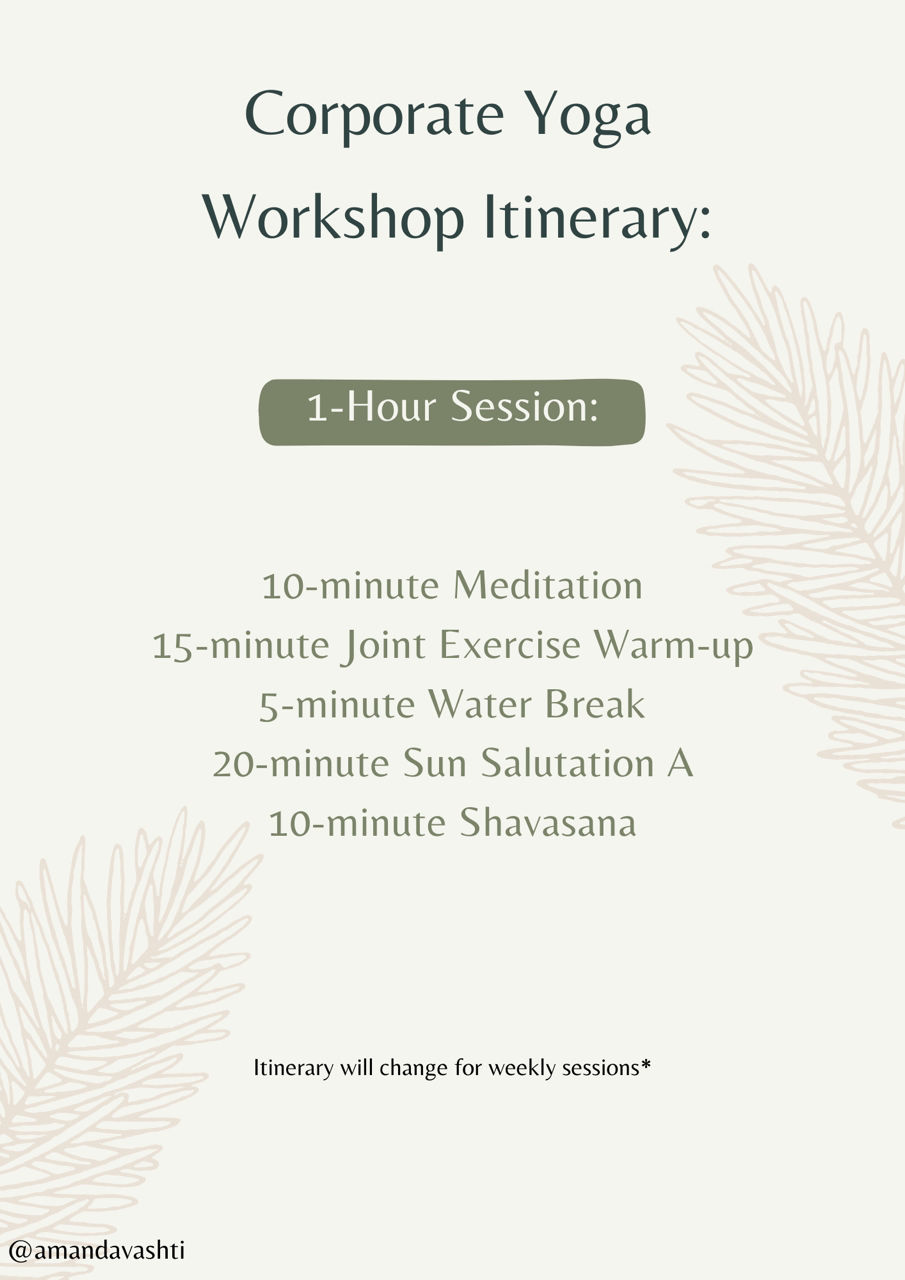 Corporate Yoga
Workshop Itinerary:
1-Hour Session:
10-minute Meditation
15-minute Joint Exercise Warm-up
5-minute Water Break
20-minute Sun Salutation A
10-minute Shavasana
Itinerary will change for weekly sessions*
@amandavashti